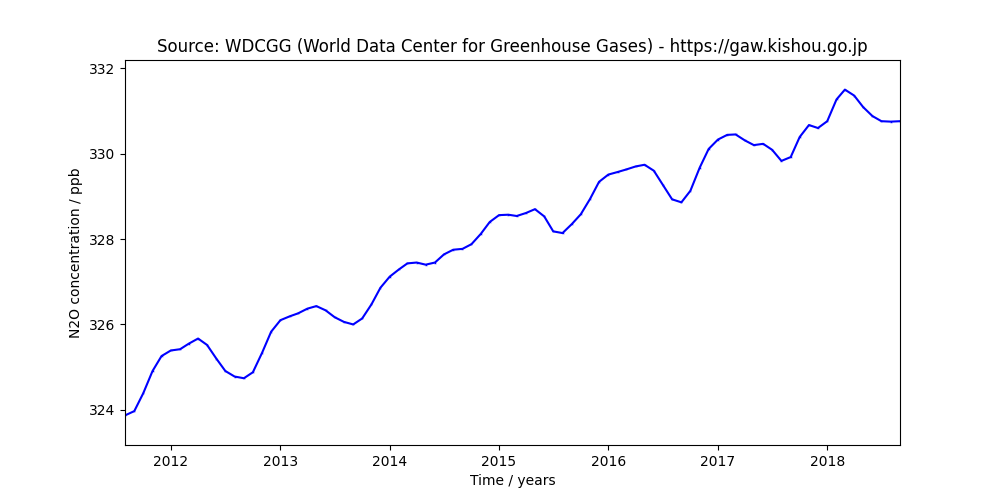 Source: WDCGG (World Data Center for Greenhouse Gases) - https://gaw.kishou.go.jp
332
330
328
326
324
N2O concentration / ppb
2012 2013 2014 2015 2016 2017 2018
Time / years